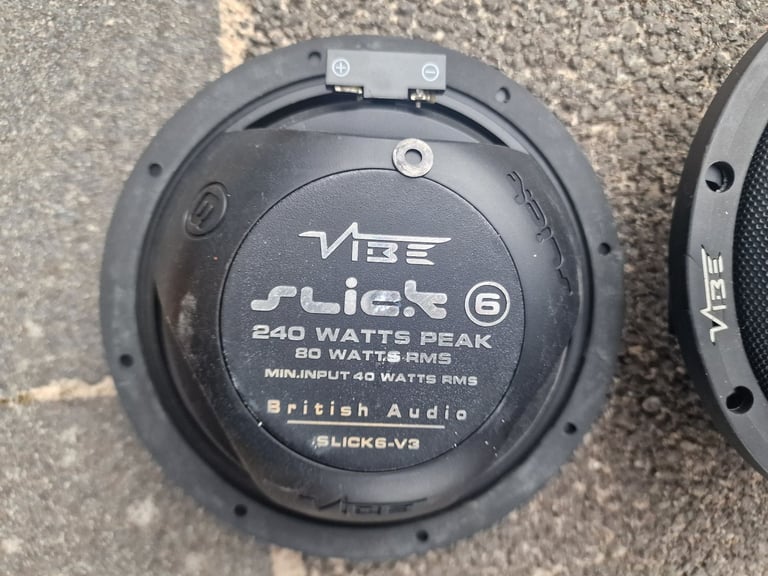 + -
VIBE
SLICK 6
240 WATTS PEAK
80 WATTS RMS
MIN.INPUT 40 WATTS RMS
British Audio
SLICK6-V3
VIBE
VIBE